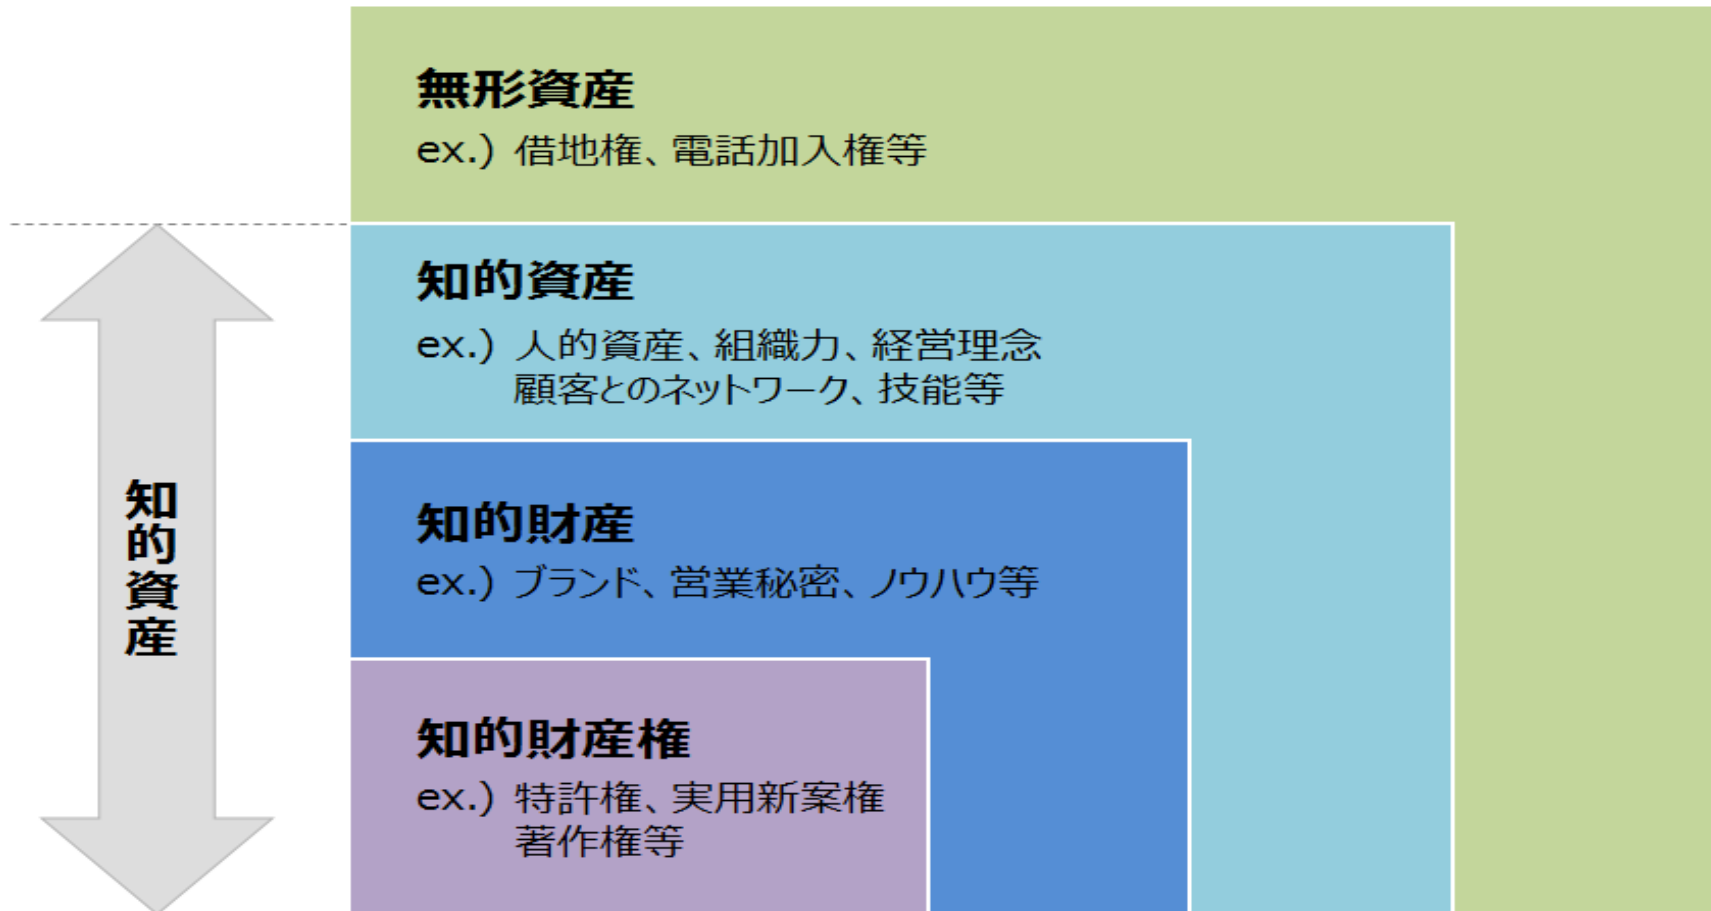 無形資産
ex.) 借地権、電話加入権等
知的資産
ex.) 人的資産、組織力、経営理念
顧客とのネットワーク、技能等
知的資産
知的財産
ex.) ブランド、営業秘密、ノウハウ等
知的財産権
ex.) 特許権、実用新案権
著作権等